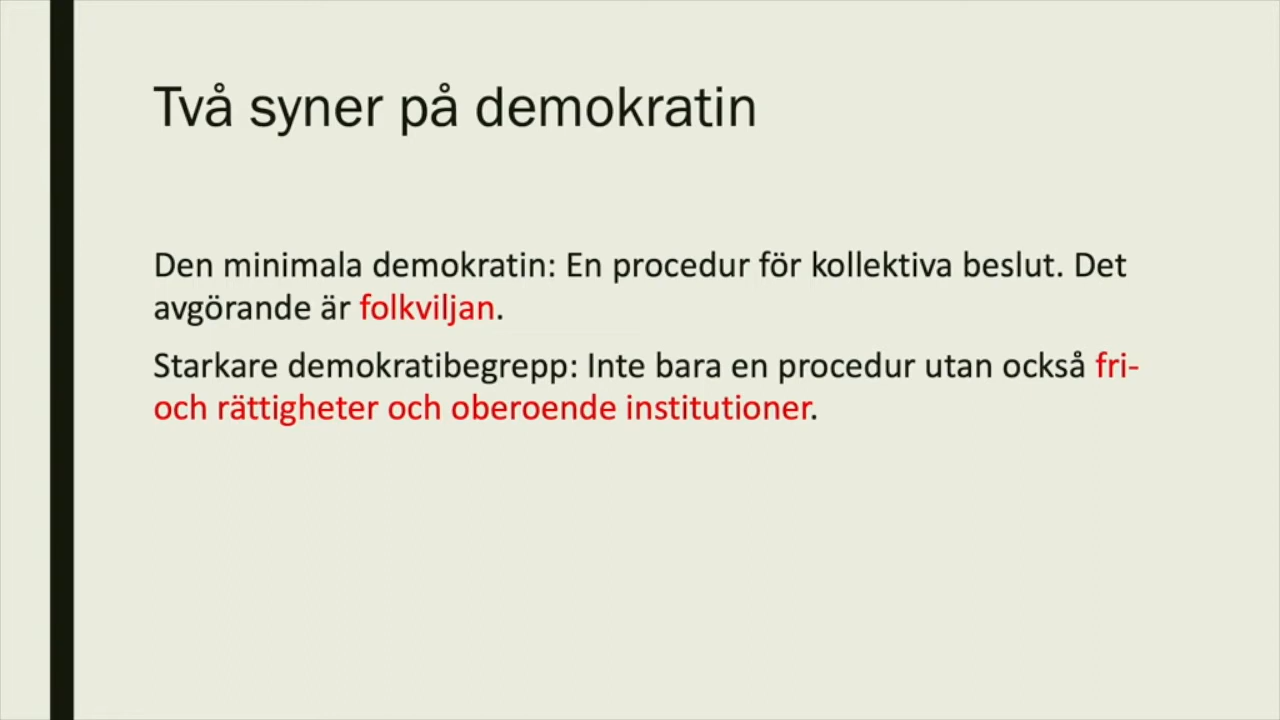 Två syner på demokratin
Den minimala demokratin: En procedur för kollektiva beslut. Det
avgörande är folkviljan.
Starkare demokratibegrepp: Inte bara en procedur utan också fri-
och rättigheter och oberoende institutioner.